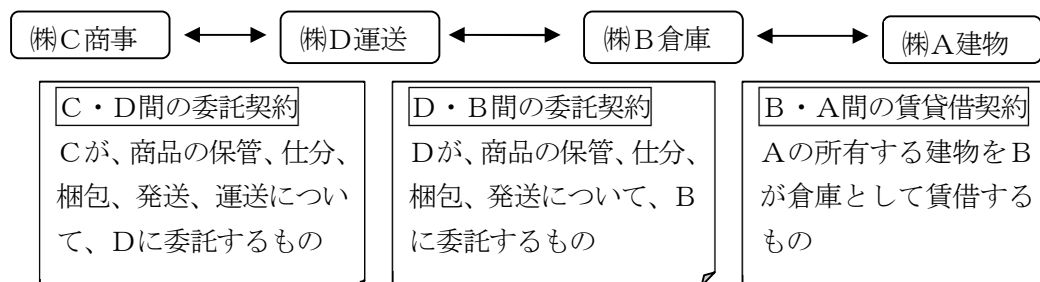 ㈱C商事
㈱D運送
㈱B倉庫
㈱A建物
C・D間の委託契約
Cが、商品の保管、仕分、
梱包、発送、運送につい
て、Dに委託するもの
D・B間の委託契約
Dが、商品の保管、仕分、
梱包、発送について、B
に委託するもの
B・A間の賃貸借契約
Aの所有する建物をB
が倉庫として賃借する
もの